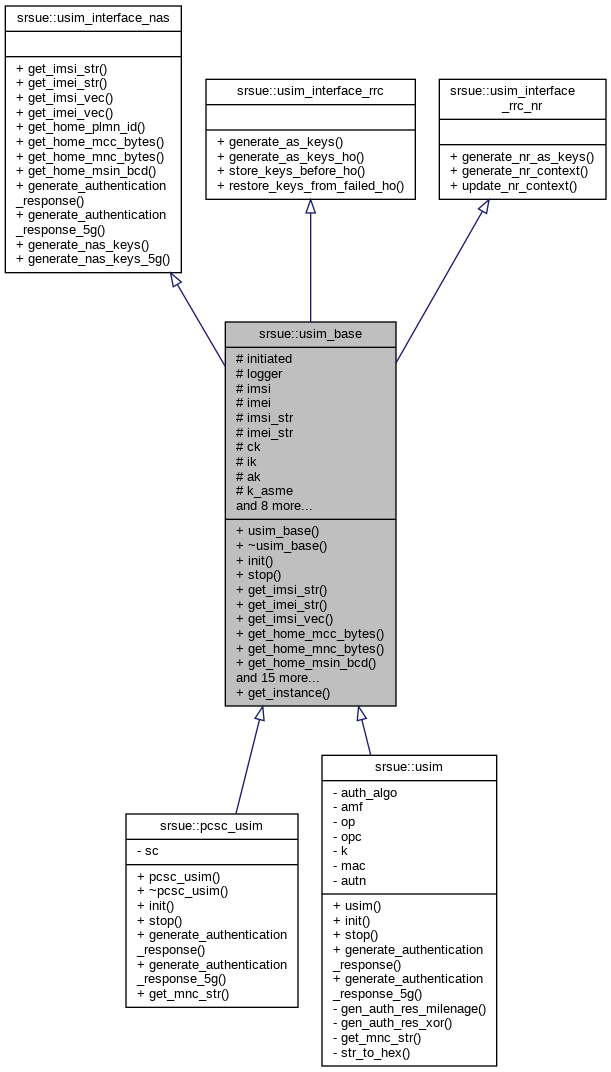 srsue::usim_interface_nas
+ get_imsi_str()
+ get_imei_str()
+ get_imsi_vec()
+ get_imei_vec()
+ get_home_plmn_id()
+ get_home_mcc_bytes()
+ get_home_mnc_bytes()
+ get_home_msin_bcd()
+ generate_authentication
_response()
+ generate_authentication
_response_5g()
+ generate_nas_keys()
+ generate_nas_keys_5g()
srsue::usim_interface_rrc
+ generate_as_keys()
+ generate_as_keys_ho()
+ store_keys_before_ho()
+ restore_keys_from_failed_ho()
srsue::usim_interface
_rrc_nr
+ generate_nr_as_keys()
+ generate_nr_context()
+ update_nr_context()
srsue::usim_base
# initiated
# logger
# imsi
# imei
# imsi_str
# imei_str
# ck
# ik
# ak
# k_asme
and 8 more...
+ usim_base()
+ ~usim_base()
+ init()
+ stop()
+ get_imsi_str()
+ get_imei_str()
+ get_imsi_vec()
+ get_home_mcc_bytes()
+ get_home_mnc_bytes()
+ get_home_msin_bcd()
and 15 more...
+ get_instance()
srsue::pcsc_usim
- sc
+ pcsc_usim()
+ ~pcsc_usim()
+ init()
+ stop()
+ generate_authentication
_response()
+ generate_authentication
_response_5g()
+ get_mnc_str()
srsue::usim
- auth_algo
- amf
- op
- opc
- k
- mac
- autn
+ usim()
+ init()
+ stop()
+ generate_authentication
_response()
+ generate_authentication
_response_5g()
- gen_auth_res_milenage()
- gen_auth_res_xor()
- get_mnc_str()
- str_to_hex()